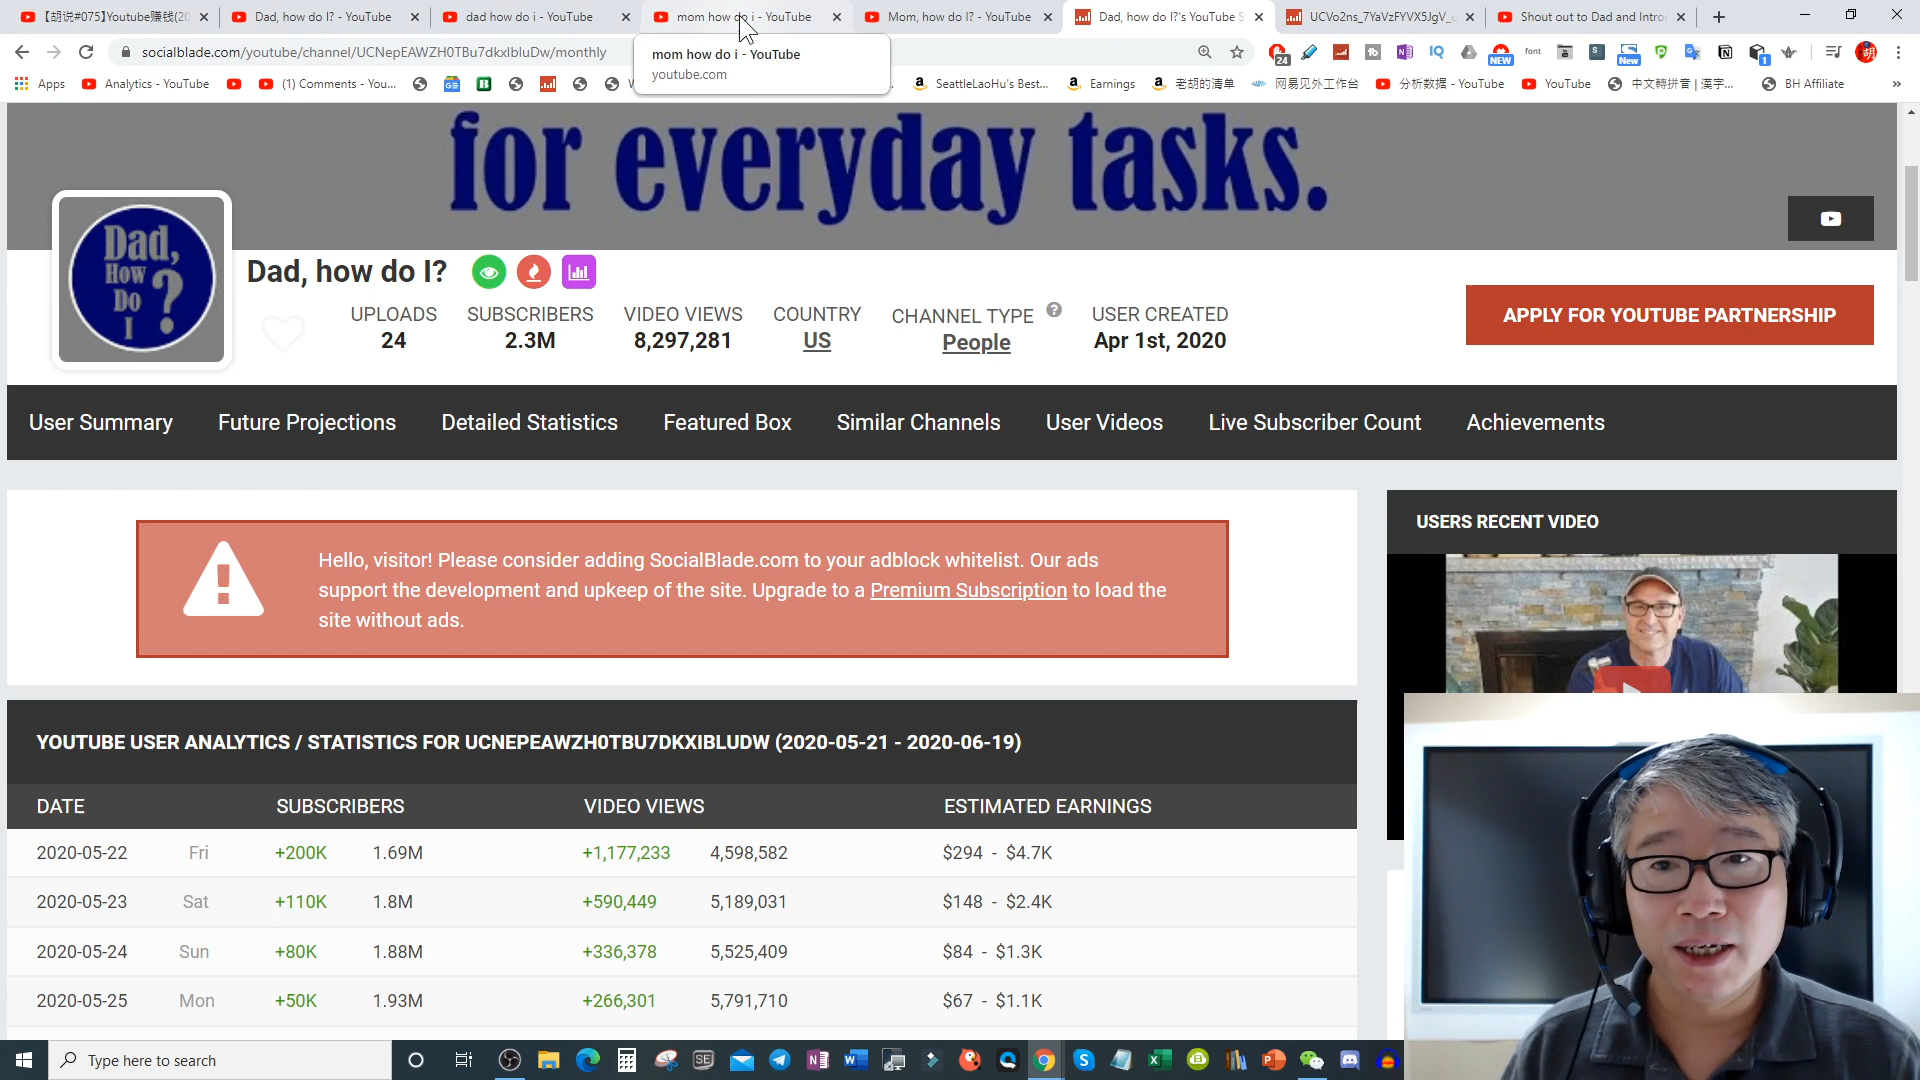 【胡说#075】Youtube赚钱(20
Dad, how do I? - YouTube
dad how do i - YouTube
mom how do i - YouTube
Mom, how do I? - YouTube
Dad, how do I?'s YouTube S
UCVo2ns_7YaVzFYVX5JgV_u
Shout out to Dad and Intro
socialblade.com/youtube/channel/UCNepEAWZH0TBu7dkxIbluDw/monthly
24
IQ
NEW
font
New
1
mom how do i - YouTube
youtube.com
Apps
Analytics - YouTube
(1) Comments - You...
SeattleLaoHu's Best...
Earnings
老胡的清单
网易见外工作台
分析数据 - YouTube
YouTube
中文轉拼音 | 漢字...
BH Affiliate
for everyday tasks.
Dad,
How
Do
I
?
Dad, how do I?
UPLOADS
24
SUBSCRIBERS
2.3M
VIDEO VIEWS
8,297,281
COUNTRY
US
CHANNEL TYPE
People
USER CREATED
Apr 1st, 2020
APPLY FOR YOUTUBE PARTNERSHIP
User Summary
Future Projections
Detailed Statistics
Featured Box
Similar Channels
User Videos
Live Subscriber Count
Achievements
Hello, visitor! Please consider adding SocialBlade.com to your adblock whitelist. Our ads
support the development and upkeep of the site. Upgrade to a Premium Subscription to load the
site without ads.
USERS RECENT VIDEO
YOUTUBE USER ANALYTICS / STATISTICS FOR UCNEPEAWZH0TBU7DKXIBLUDW (2020-05-21 - 2020-06-19)
DATE SUBSCRIBERS VIDEO VIEWS ESTIMATED EARNINGS
2020-05-22 Fri +200K 1.69M +1,177,233 4,598,582 $294 - $4.7K
2020-05-23 Sat +110K 1.8M +590,449 5,189,031 $148 - $2.4K
2020-05-24 Sun +80K 1.88M +336,378 5,525,409 $84 - $1.3K
2020-05-25 Mon +50K 1.93M +266,301 5,791,710 $67 - $1.1K
Type here to search